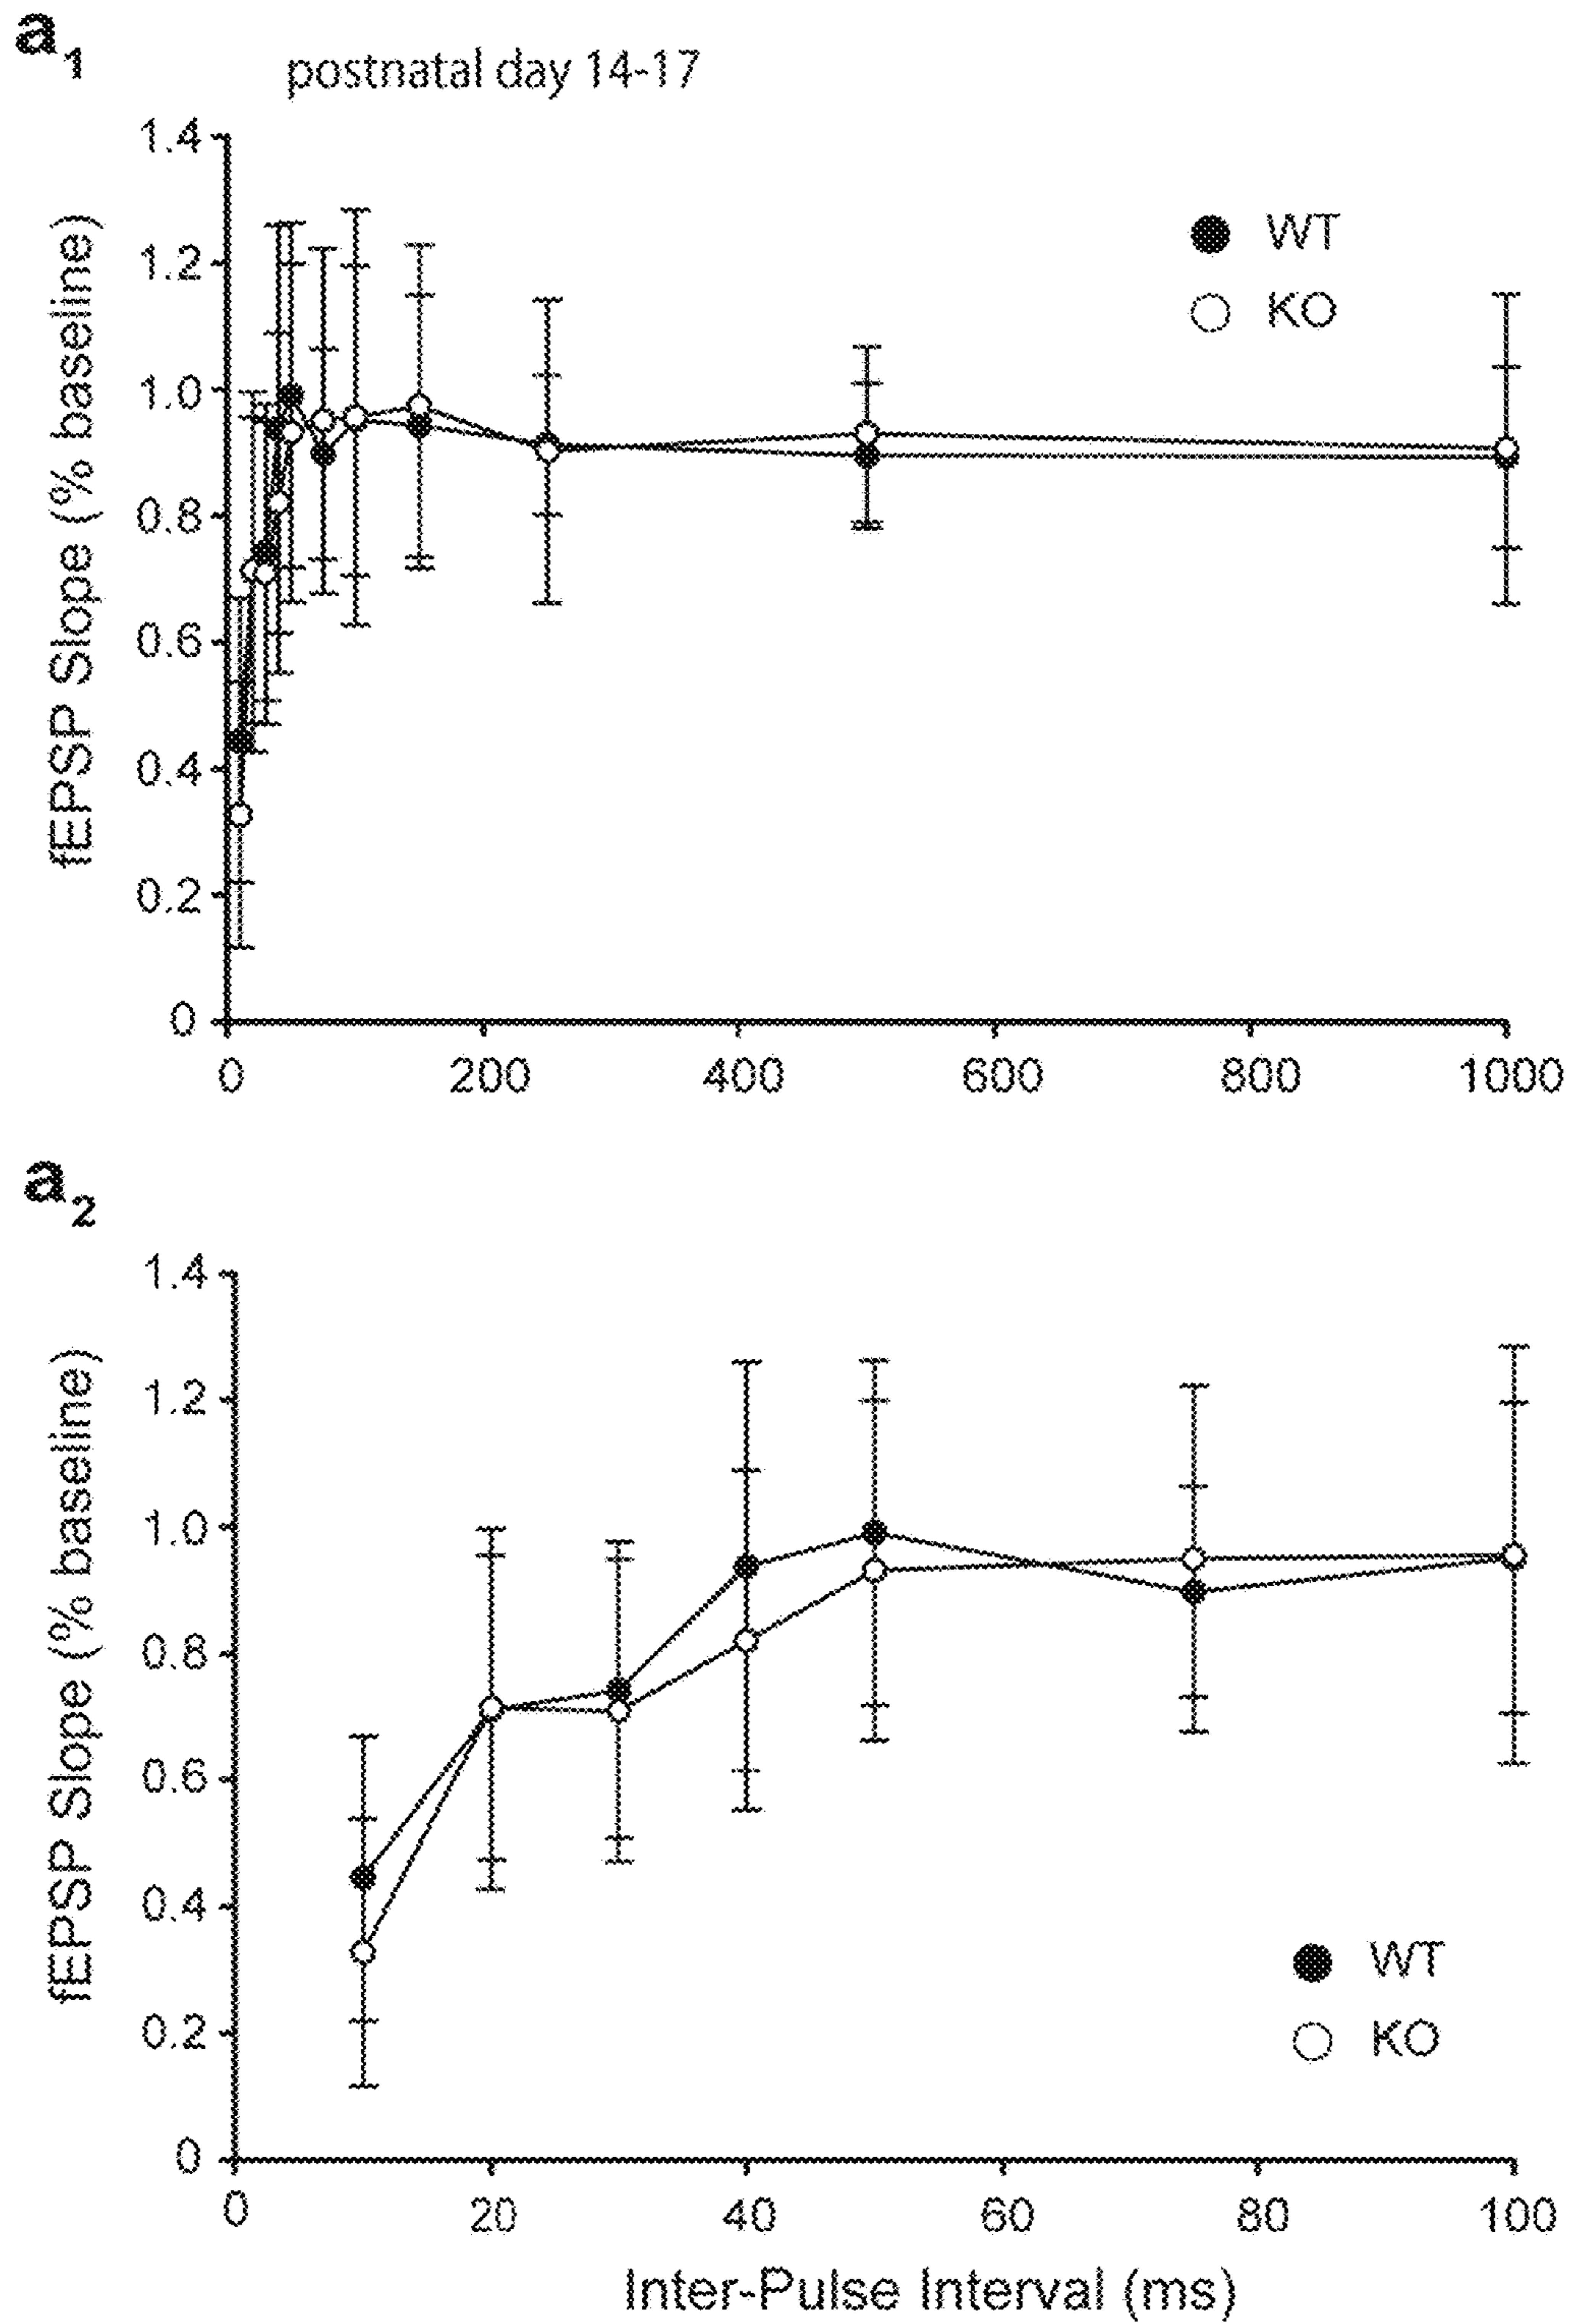 a1
postnatal day 14-17
1.4
1.2
1.0
0.8
0.6
0.4
0.2
0
fEPSP Slope (% baseline)
WT
KO
0 200 400 600 800 1000
a2
1.4
1.2
1.0
0.8
0.6
0.4
0.2
0
fEPSP Slope (% baseline)
WT
KO
0 20 40 60 80 100
Inter-Pulse Interval (ms)